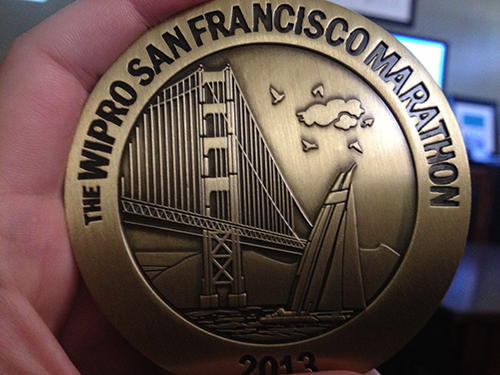 THE WIPRO SAN FRANCISCO MARATHON
2013